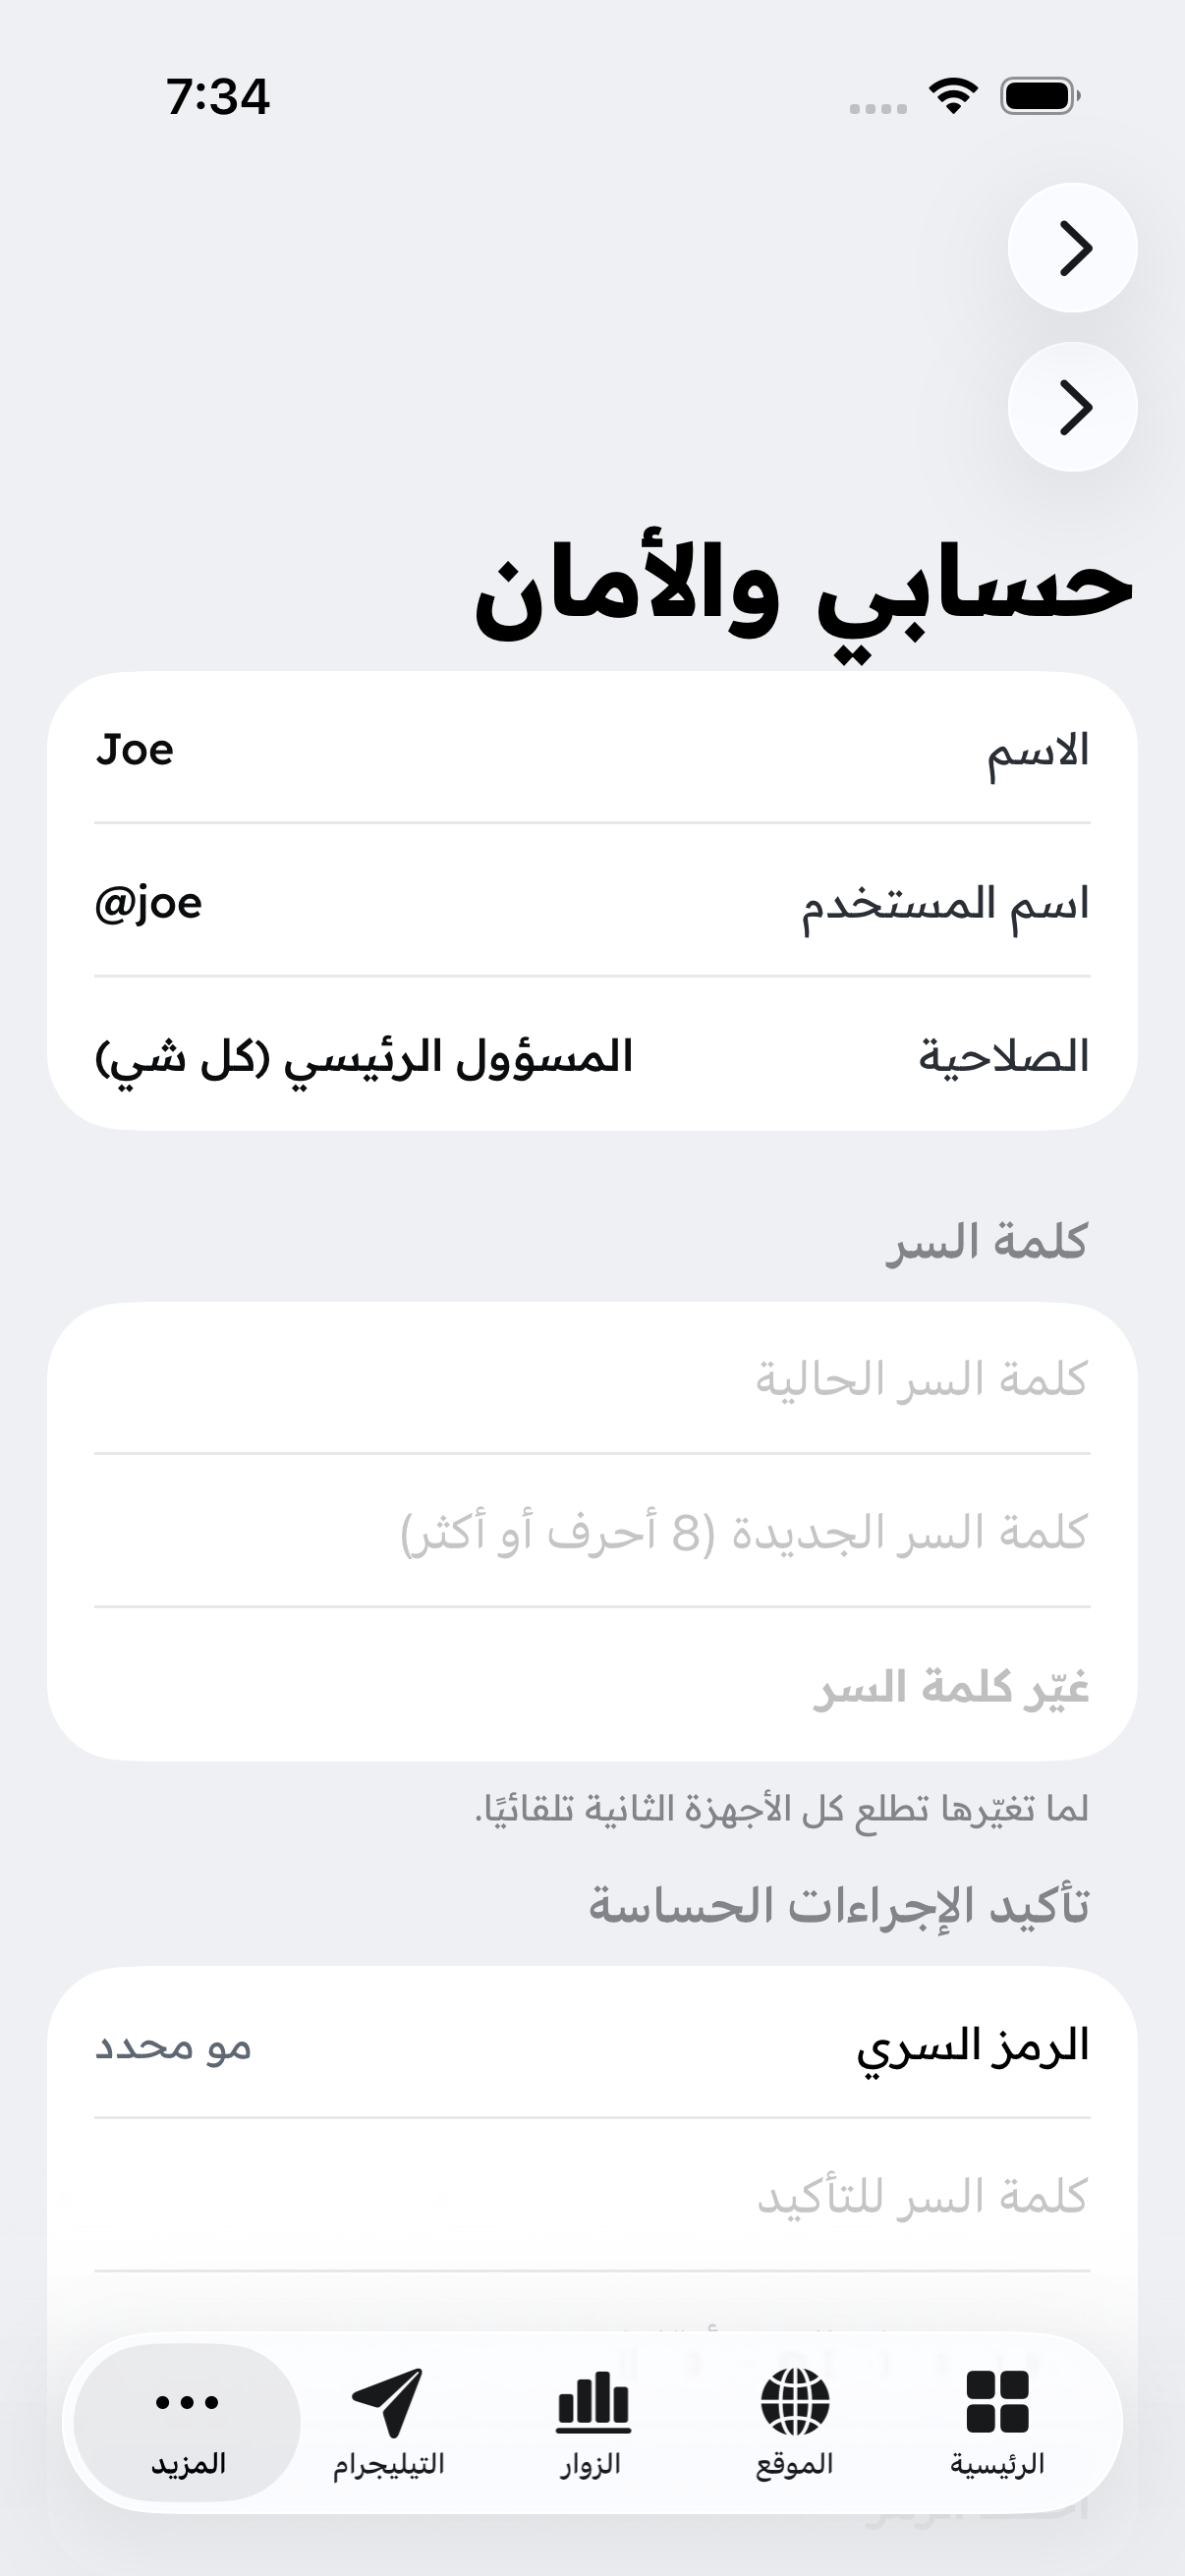 7:34
حسابي والأمان
الاسم Joe
اسم المستخدم @joe
الصلاحية المسؤول الرئيسي (كل شي)
كلمة السر
كلمة السر الحالية
كلمة السر الجديدة (8 أحرف أو أكثر)
غيّر كلمة السر
لما تغيّرها تطلع كل الأجهزة الثانية تلقائيًا.
تأكيد الإجراءات الحساسة
الرمز السري مو محدد
كلمة السر للتأكيد
الرئيسية الموقع الزوار التيليجرام المزيد